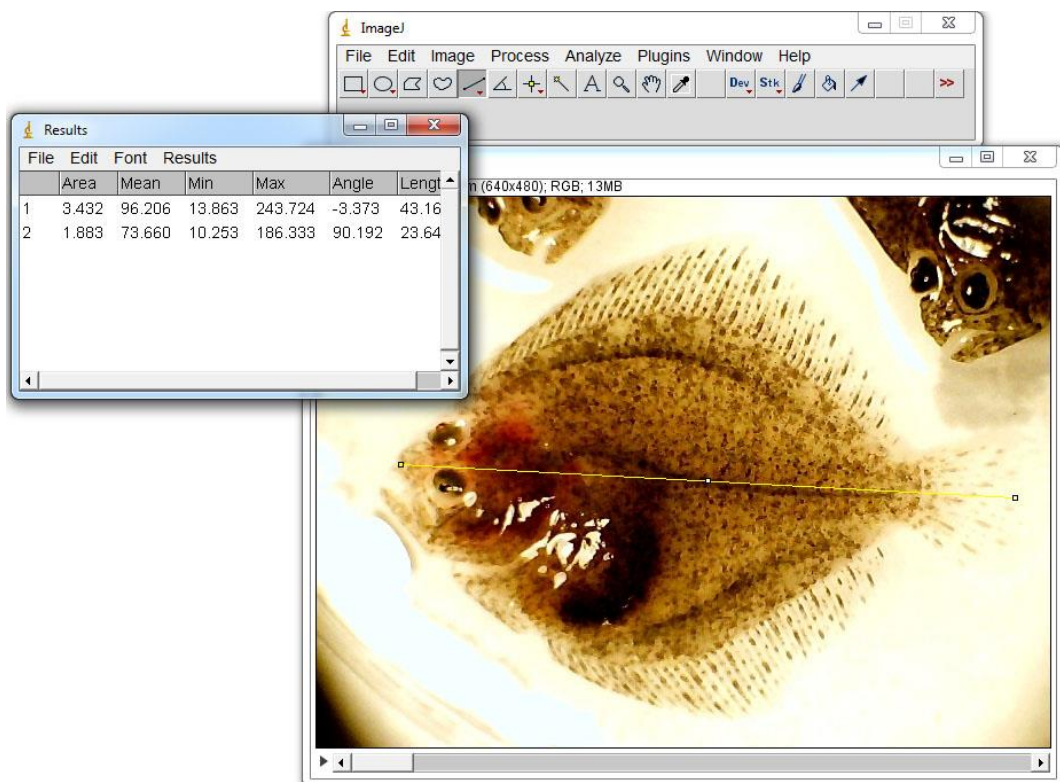 ImageJ
File Edit Image Process Analyze Plugins Window Help
Dev Stk >>
Results
File Edit Font Results
Area Mean Min Max Angle Lengt
1 3.432 96.206 13.863 243.724 -3.373 43.16
2 1.883 73.660 10.253 186.333 90.192 23.64
(640x480); RGB; 13MB